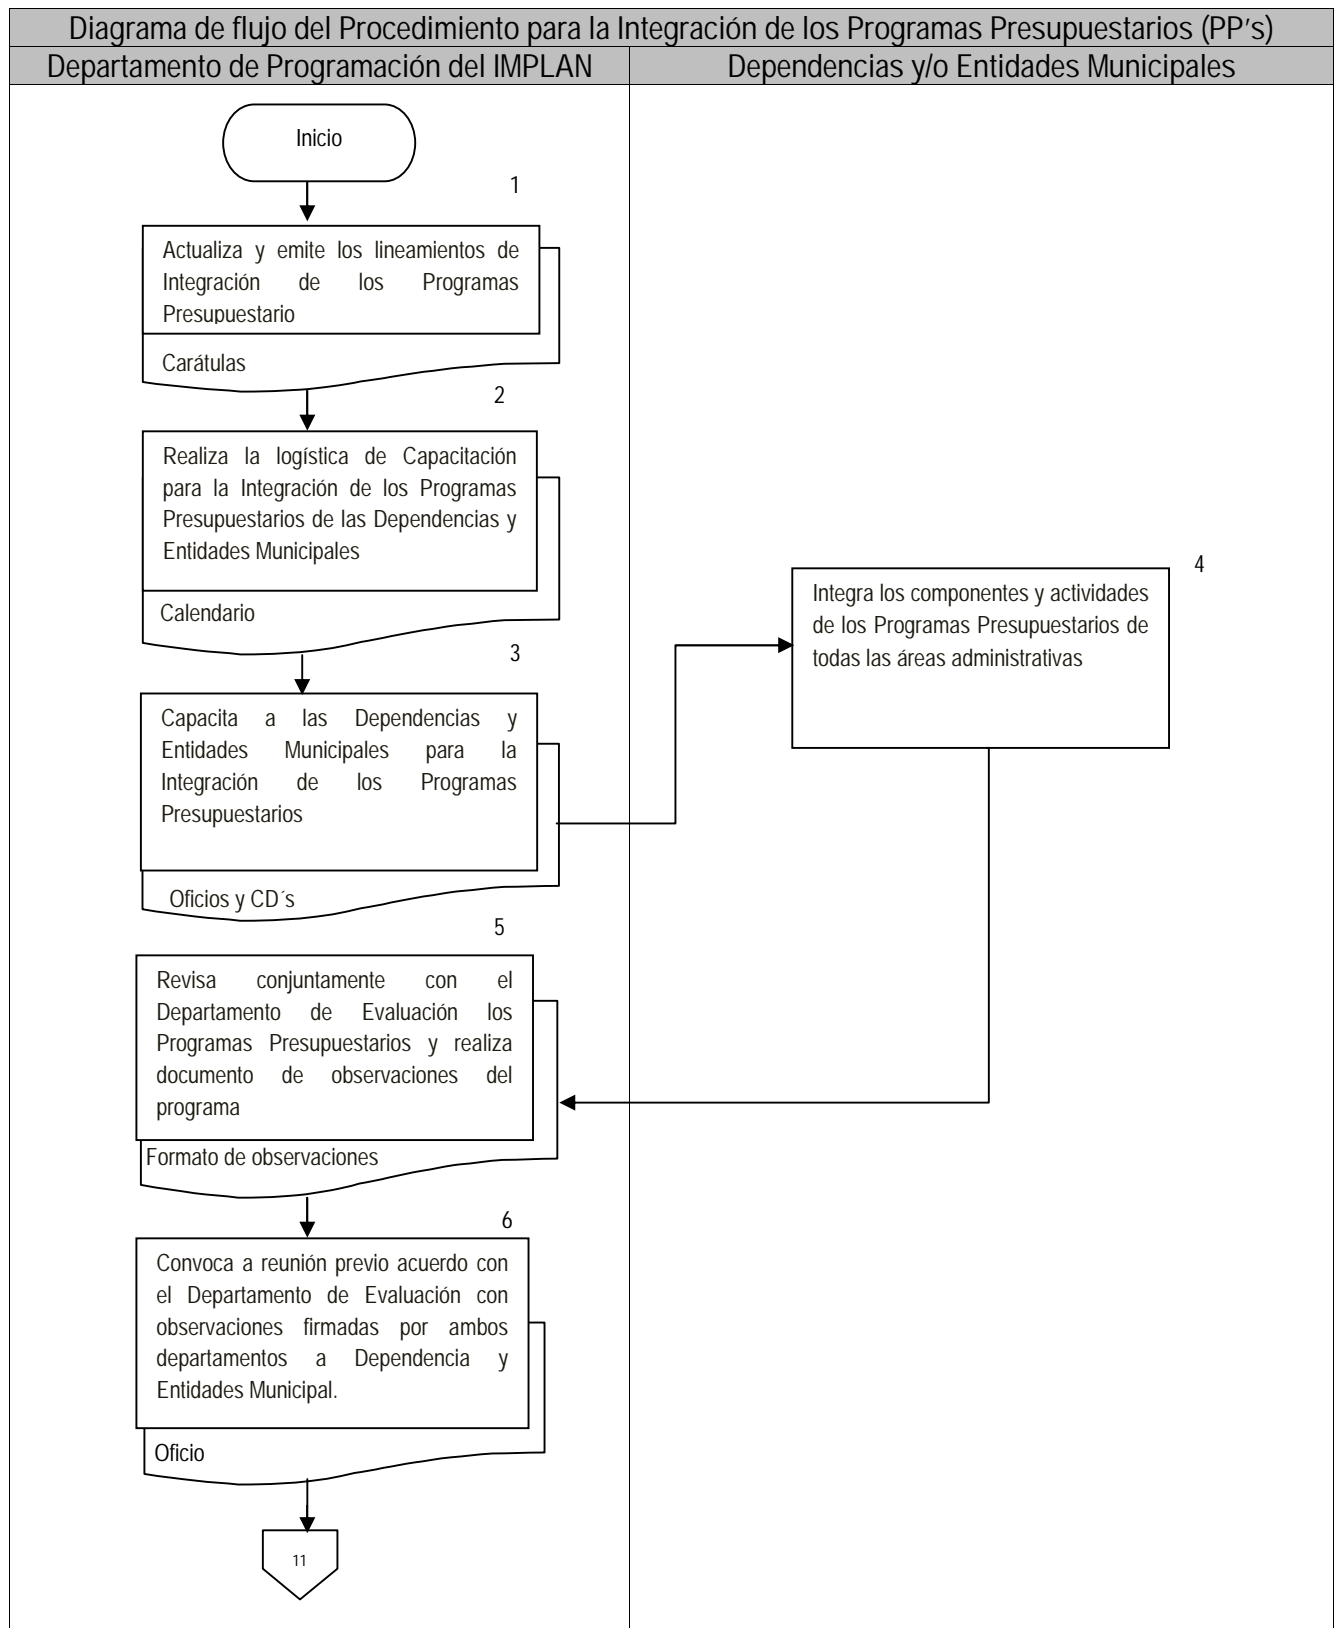 Diagrama de flujo del Procedimiento para la Integración de los Programas Presupuestarios (PP's)
Departamento de Programación del IMPLAN
Dependencias y/o Entidades Municipales
Inicio
1
Actualiza y emite los lineamientos de
Integración de los Programas
Presupuestario
Carátulas
2
Realiza la logística de Capacitación
para la Integración de los Programas
Presupuestarios de las Dependencias y
Entidades Municipales
Calendario
3
Capacita a las Dependencias y
Entidades Municipales para la
Integración de los Programas
Presupuestarios
Oficios y CD´s
4
Integra los componentes y actividades
de los Programas Presupuestarios de
todas las áreas administrativas
5
Revisa conjuntamente con el
Departamento de Evaluación los
Programas Presupuestarios y realiza
documento de observaciones del
programa
Formato de observaciones
6
Convoca a reunión previo acuerdo con
el Departamento de Evaluación con
observaciones firmadas por ambos
departamentos a Dependencia y
Entidades Municipal.
Oficio
11